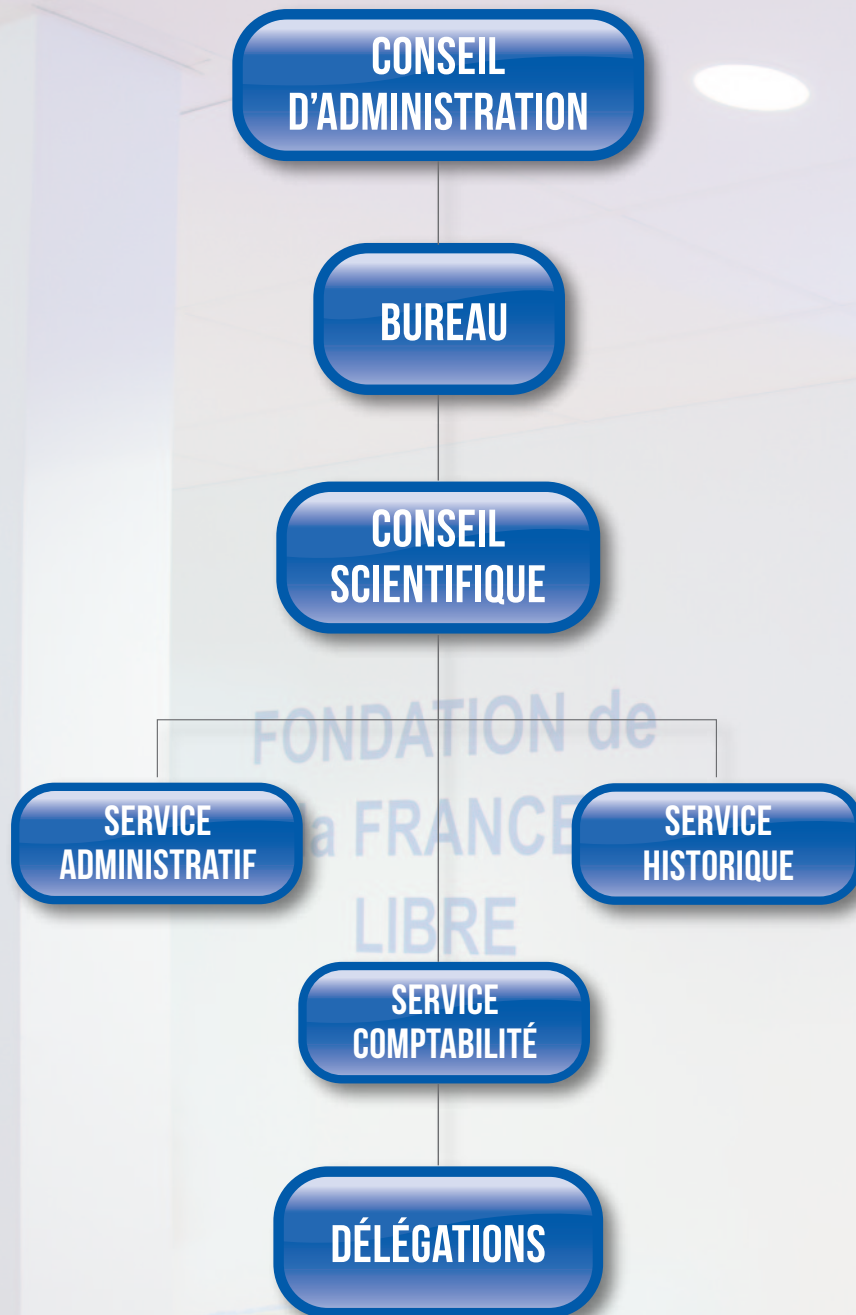 CONSEIL
D'ADMINISTRATION
BUREAU
CONSEIL
SCIENTIFIQUE
FONDATION de
a FRANCE
LIBRE
SERVICE
ADMINISTRATIF
SERVICE
HISTORIQUE
SERVICE
COMPTABILITÉ
DÉLÉGATIONS